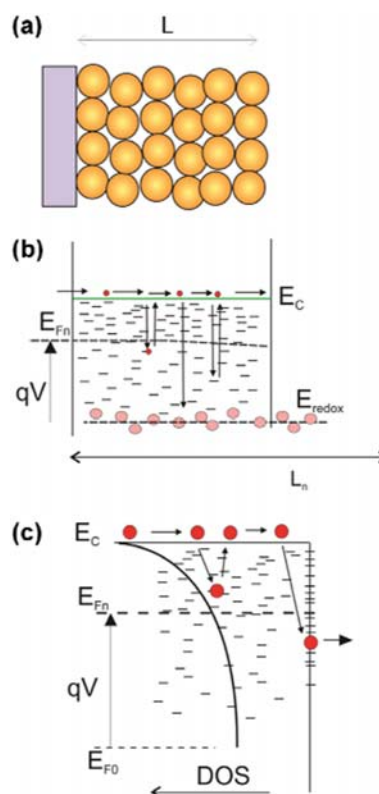 (a)
L
(b)
E_C
E_Fn
qV
E_redox
L_n
(c)
E_C
E_Fn
qV
E_F0
DOS